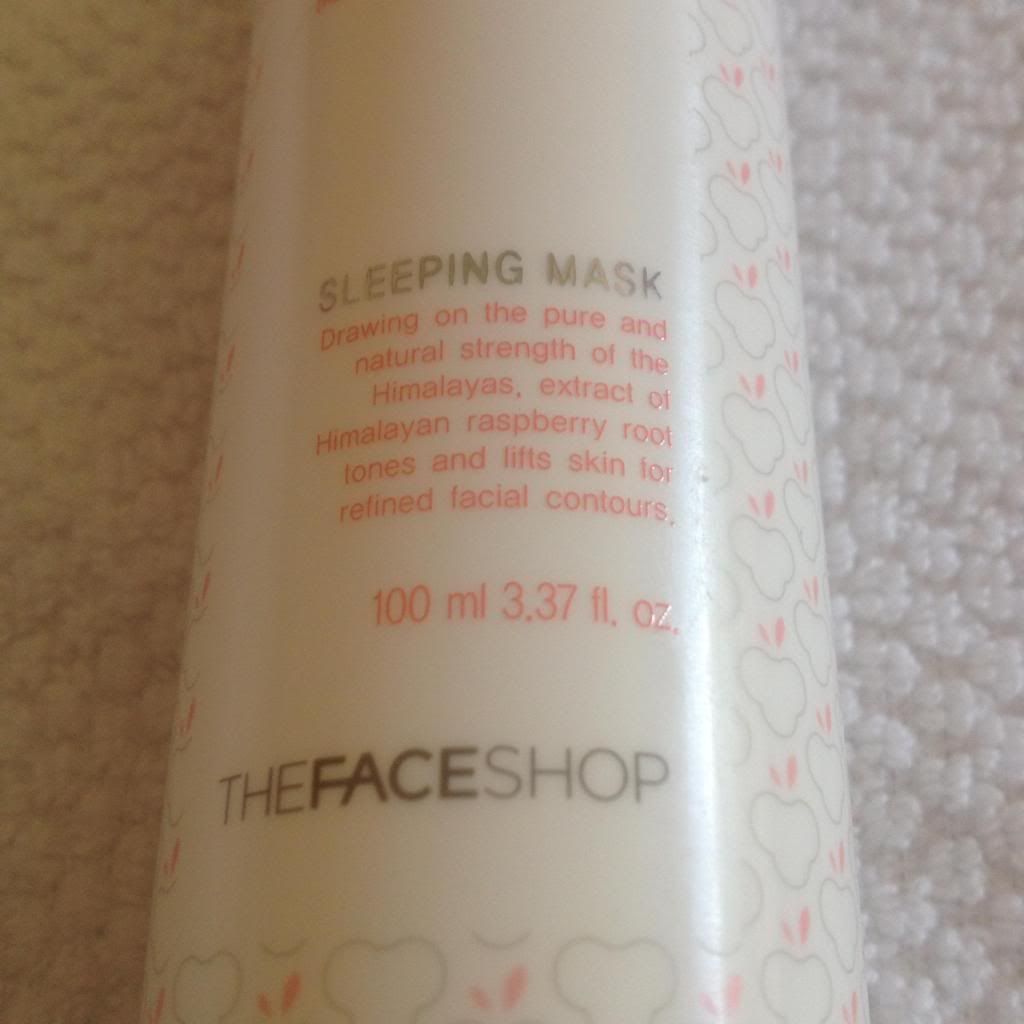 SLEEPING MASK
Drawing on the pure and
natural strength of the
Himalayas, extract of
Himalayan raspberry root
tones and lifts skin for
refined facial contours.
100 ml 3.37 fl. oz.
THEFACESHOP